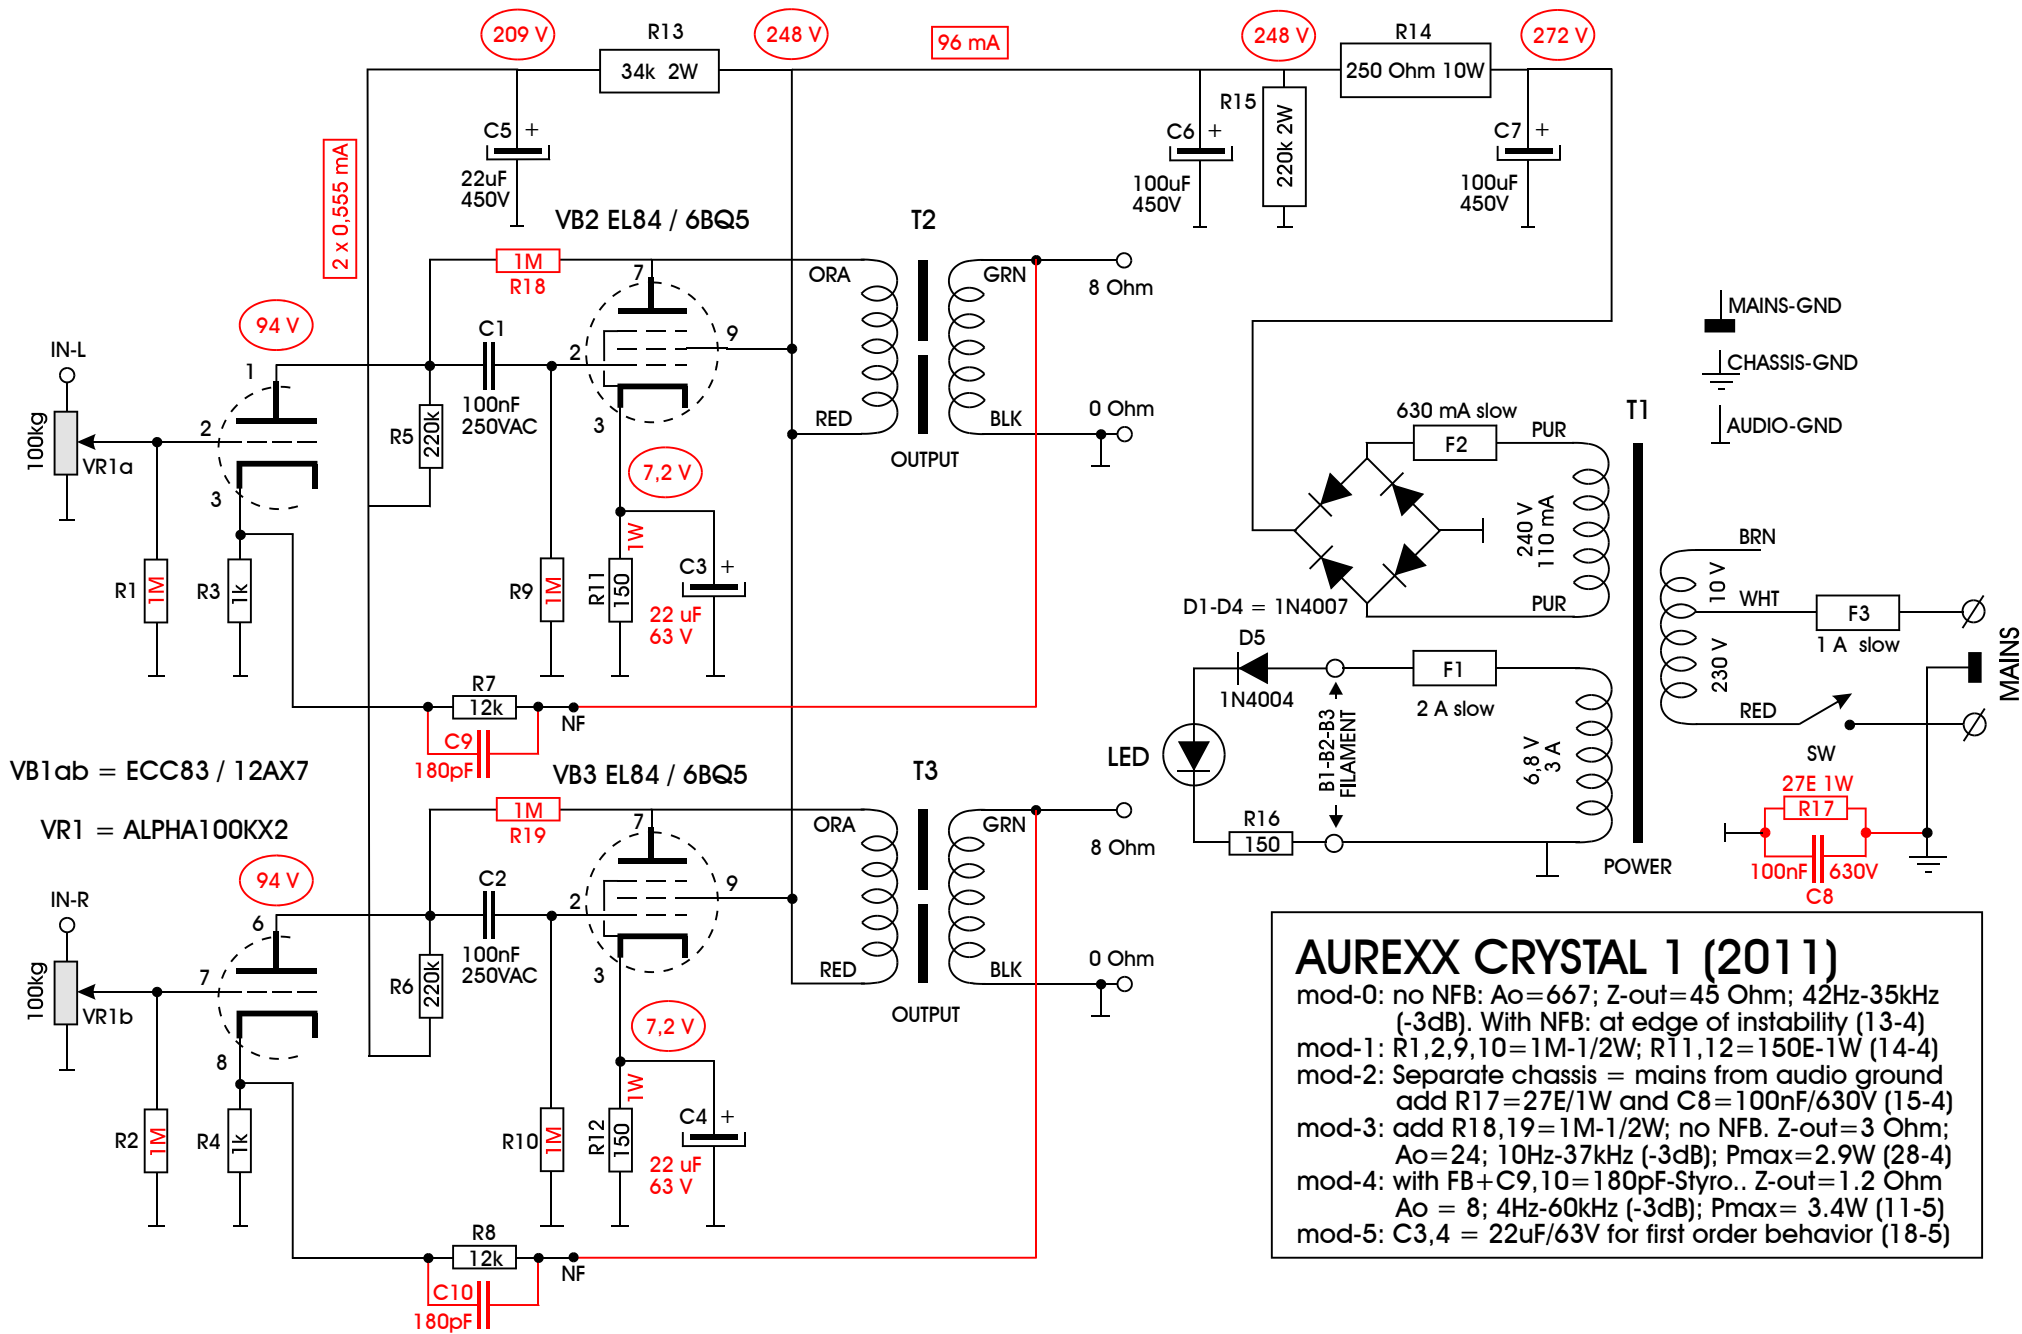 209 V
R13
248 V
96 mA
248 V
R14
272 V
34k 2W
250 Ohm 10W
R15
220k 2W
C5 +
22uF
450V
C6 +
100uF
450V
C7 +
100uF
450V
2 x 0,555 mA
VB2 EL84 / 6BQ5
T2
1M
R18
7
ORA
GRN
8 Ohm
94 V
C1
9
2
IN-L
1
100nF
250VAC
RED
BLK
0 Ohm
OUTPUT
100kg
VR1a
2
R5
220k
3
3
7,2 V
1W
R1
1M
R3
1k
R9
1M
R11
150
C3 +
22 uF
63 V
R7
12k
NF
C9
180pF
MAINS-GND
CHASSIS-GND
AUDIO-GND
630 mA slow
F2
PUR
T1
240 V
110 mA
PUR
D1-D4 = 1N4007
BRN
10 V
WHT
F3
1 A slow
230 V
RED
SW
MAINS
D5
1N4004
F1
2 A slow
LED
B1-B2-B3
FILAMENT
6,8 V
3 A
R16
150
POWER
27E 1W
R17
100nF
630V
C8
VB1ab = ECC83 / 12AX7
VR1 = ALPHA100KX2
VB3 EL84 / 6BQ5
T3
1M
R19
7
ORA
GRN
8 Ohm
94 V
C2
9
2
IN-R
6
100nF
250VAC
RED
BLK
0 Ohm
OUTPUT
100kg
VR1b
7
R6
220k
3
8
7,2 V
1W
R2
1M
R4
1k
R10
1M
R12
150
C4 +
22 uF
63 V
R8
12k
NF
C10
180pF
AUREXX CRYSTAL 1 (2011)
mod-0: no NFB: Ao=667; Z-out=45 Ohm; 42Hz-35kHz
(-3dB). With NFB: at edge of instability (13-4)
mod-1: R1,2,9,10=1M-1/2W; R11,12=150E-1W (14-4)
mod-2: Separate chassis = mains from audio ground
add R17=27E/1W and C8=100nF/630V (15-4)
mod-3: add R18,19=1M-1/2W; no NFB. Z-out=3 Ohm;
Ao=24; 10Hz-37kHz (-3dB); Pmax=2.9W (28-4)
mod-4: with FB+C9,10=180pF-Styro.. Z-out=1.2 Ohm
Ao = 8; 4Hz-60kHz (-3dB); Pmax= 3.4W (11-5)
mod-5: C3,4 = 22uF/63V for first order behavior (18-5)